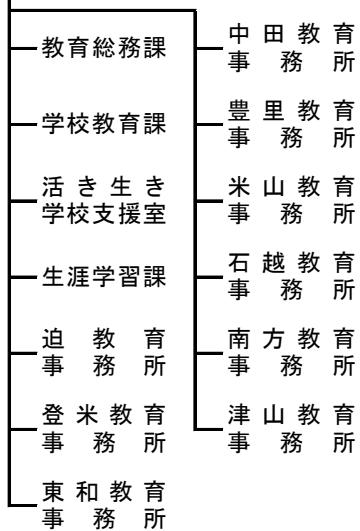 教育総務課
学校教育課
活き生き
学校支援室
生涯学習課
迫教育
事務所
登米教育
事務所
東和教育
事務所
中田教育
事務所
豊里教育
事務所
米山教育
事務所
石越教育
事務所
南方教育
事務所
津山教育
事務所